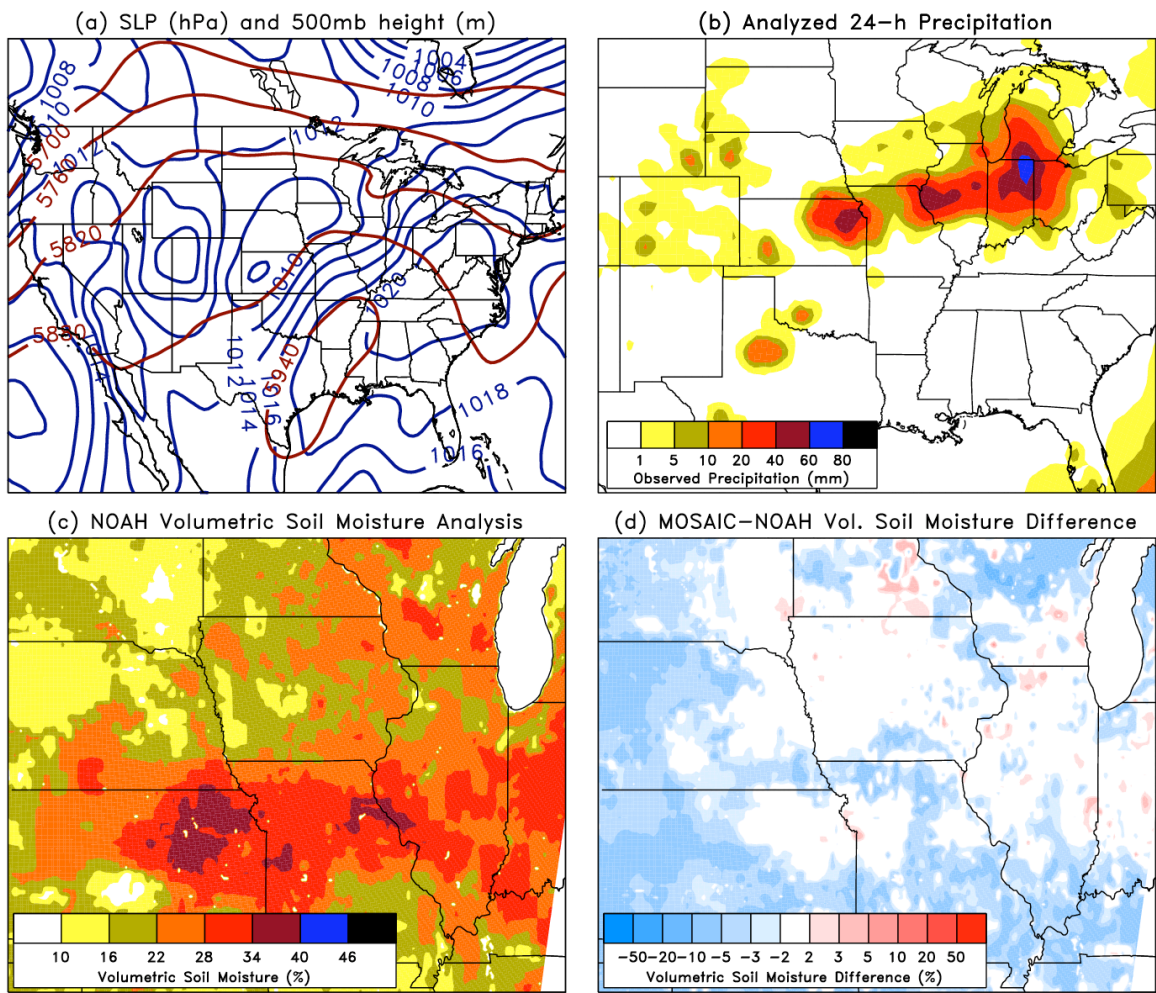 (a) SLP (hPa) and 500mb height (m)
1008
1010
5700
5760
1012
5820
5880
1014
1004
1006
1008
1010
1012
1010
1020
5940
1012
1014
1016
1018
1016
(b) Analyzed 24-h Precipitation
1 5 10 20 40 60 80
Observed Precipitation (mm)
(c) NOAH Volumetric Soil Moisture Analysis
10 16 22 28 34 40 46
Volumetric Soil Moisture (%)
(d) MOSAIC-NOAH Vol. Soil Moisture Difference
-50 -20 -10 -5 -3 -2 2 3 5 10 20 50
Volumetric Soil Moisture Difference (%)